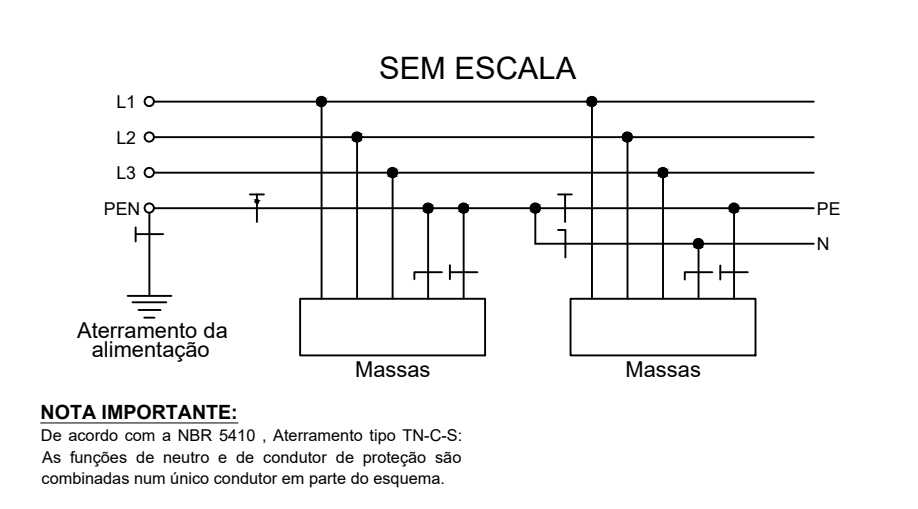 SEM ESCALA
L1
L2
L3
PEN
PE
N
Aterramento da
alimentação
Massas
Massas
NOTA IMPORTANTE:
De acordo com a NBR 5410 , Aterramento tipo TN-C-S:
As funções de neutro e de condutor de proteção são
combinadas num único condutor em parte do esquema.